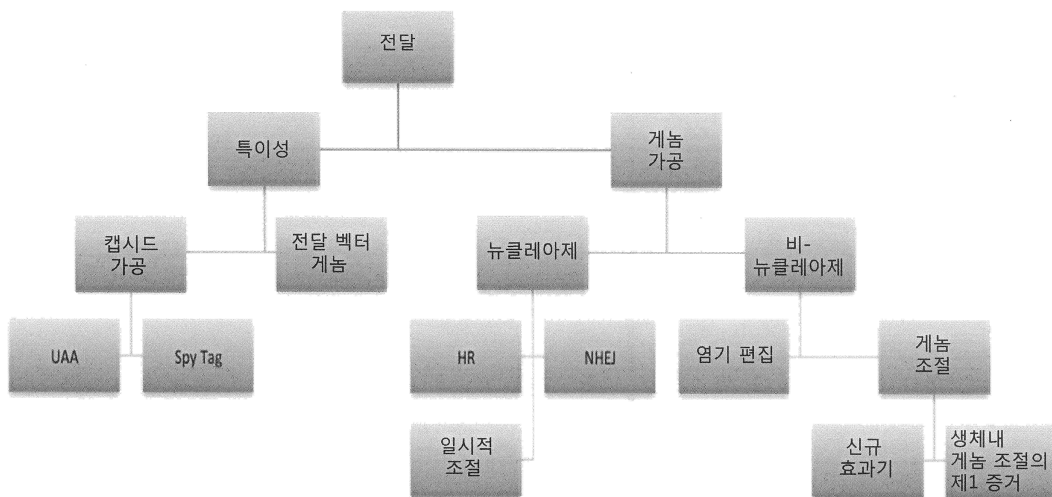 전달
특이성
게놈
가공
캡시드
가공
전달 벡터
게놈
뉴클레아제
비-
뉴클레아제
UAA
Spy Tag
HR
NHEJ
염기 편집
게놈
조절
일시적
조절
신규
효과기
생체내
게놈 조절의
제1 증거